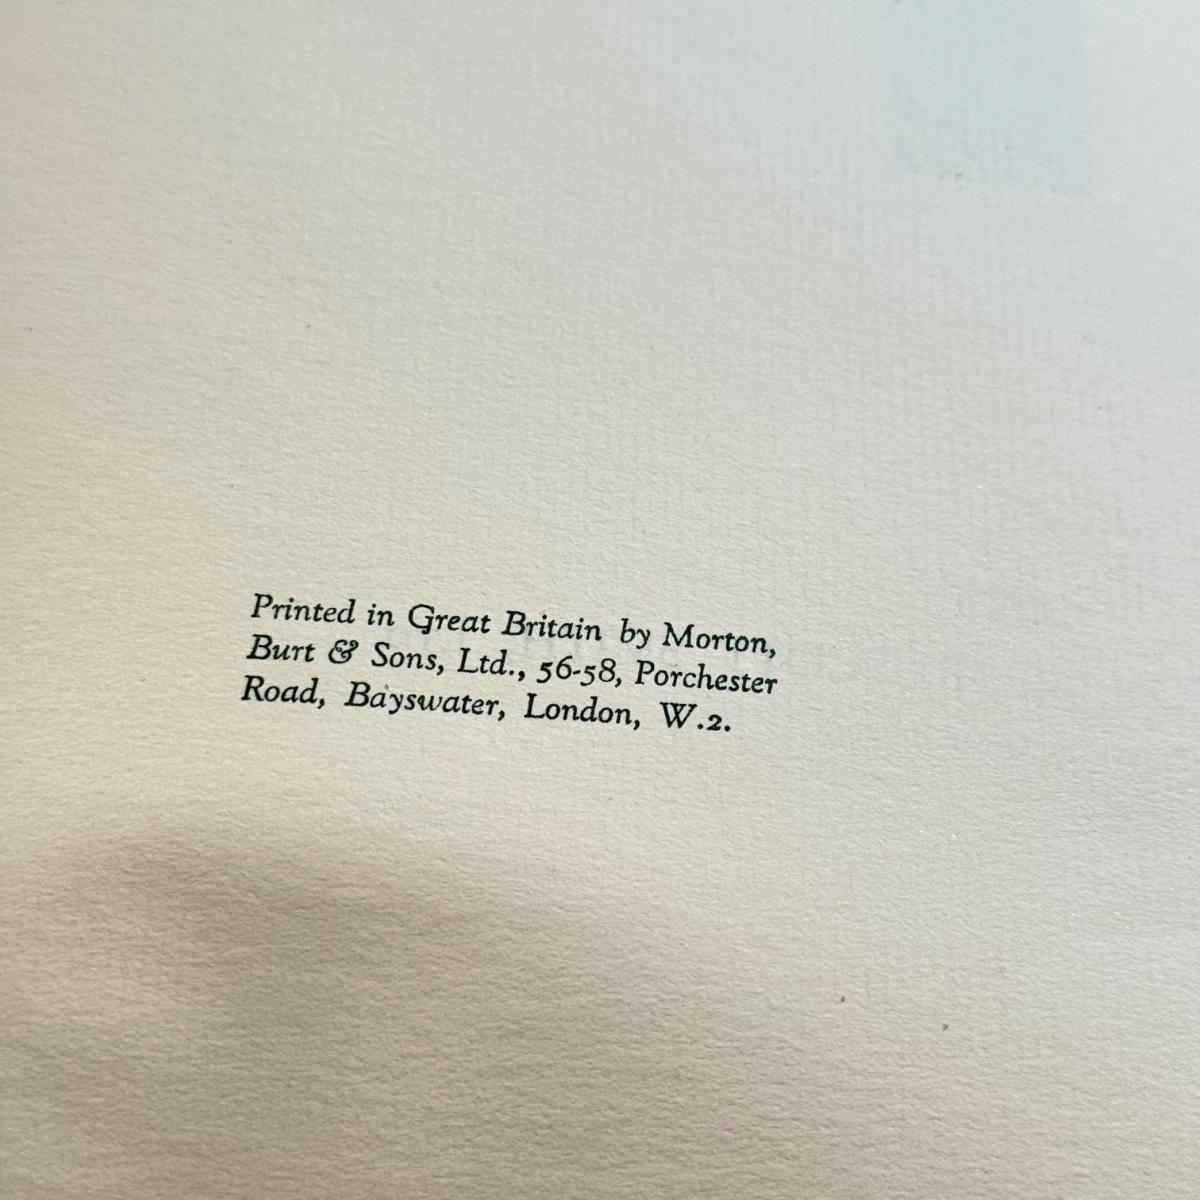 Printed in Great Britain by Morton,
Burt & Sons, Ltd., 56-58, Porchester
Road, Bayswater, London, W.2.